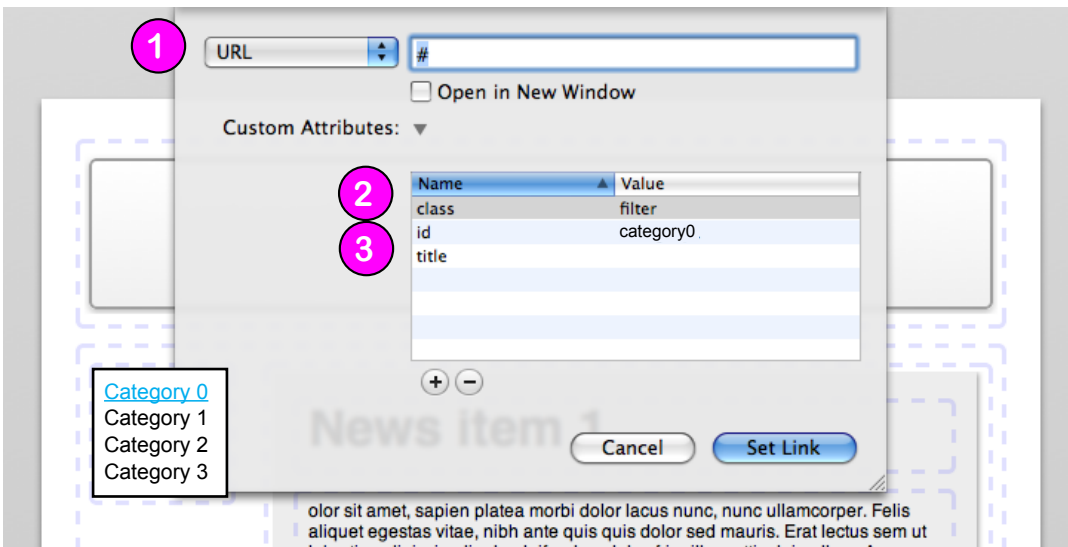 1
URL
#
Open in New Window
Custom Attributes:
2
Name Value
class filter
3
id category0
title
Category 0
Category 1
Category 2
Category 3
News item 1
Cancel Set Link
olor sit amet, sapien platea morbi dolor lacus nunc, nunc ullamcorper. Felis
aliquet egestas vitae, nibh ante quis quis dolor sed mauris. Erat lectus sem ut